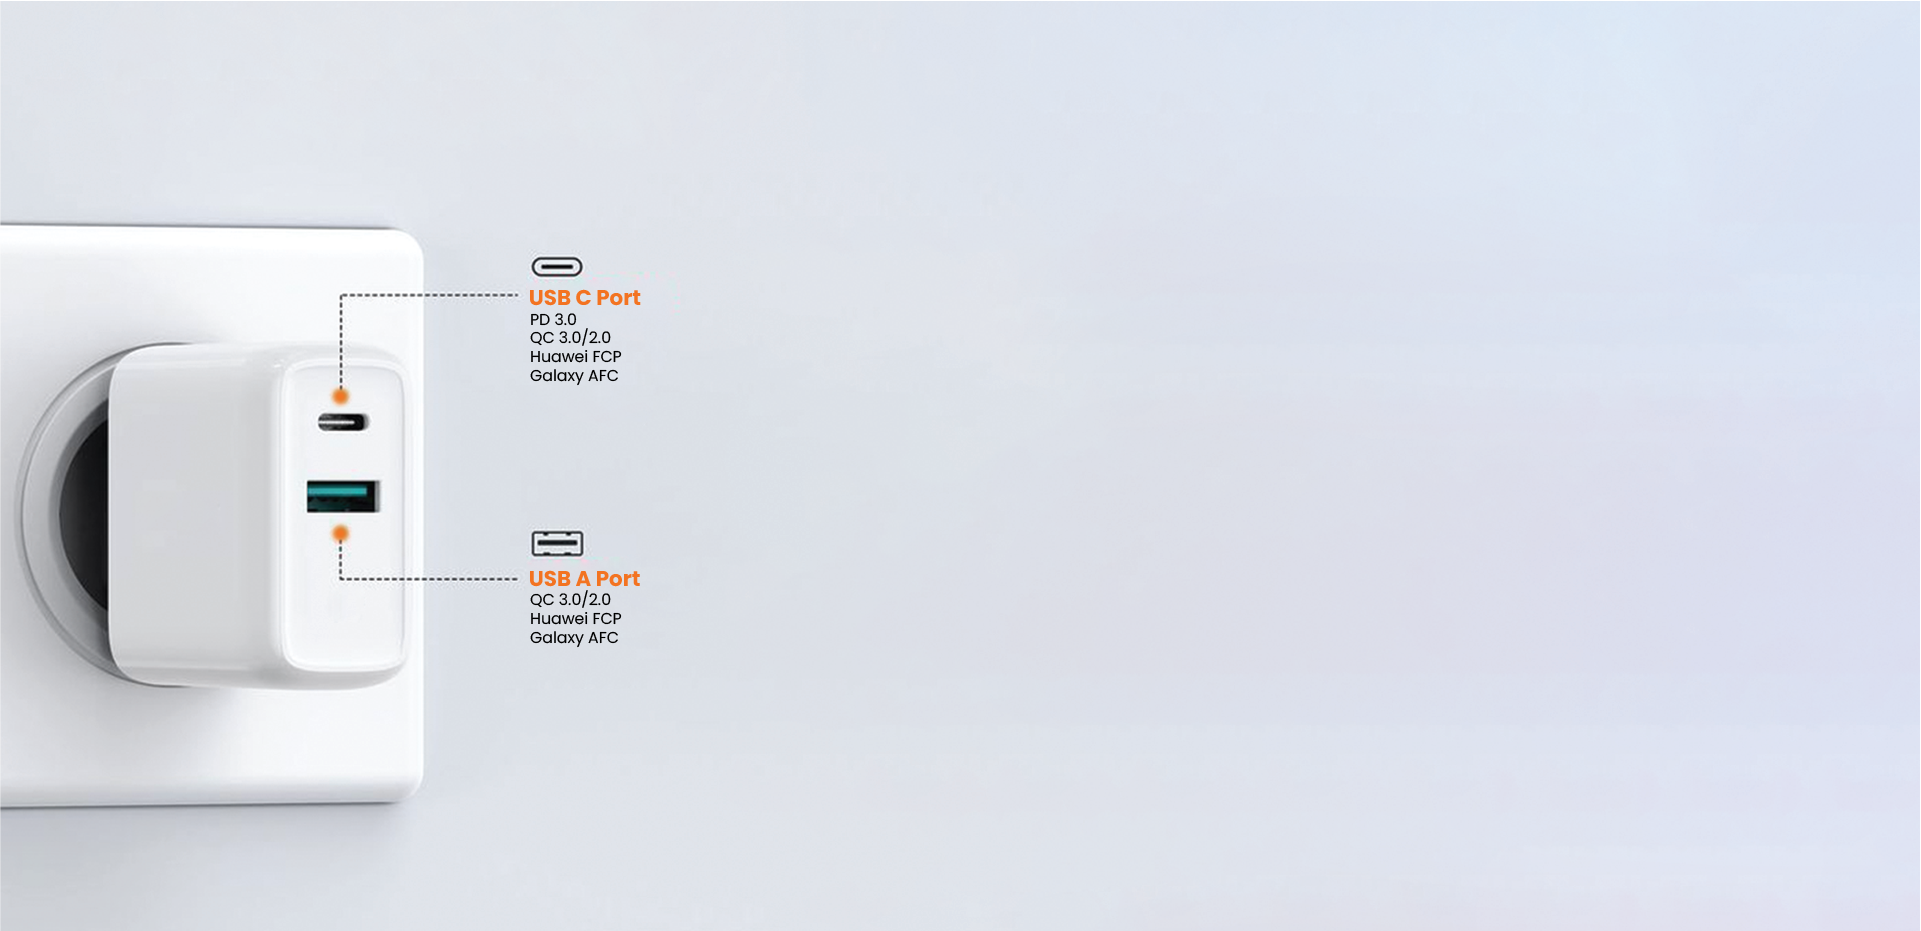 USB C Port
PD 3.0
QC 3.0/2.0
Huawei FCP
Galaxy AFC
USB A Port
QC 3.0/2.0
Huawei FCP
Galaxy AFC